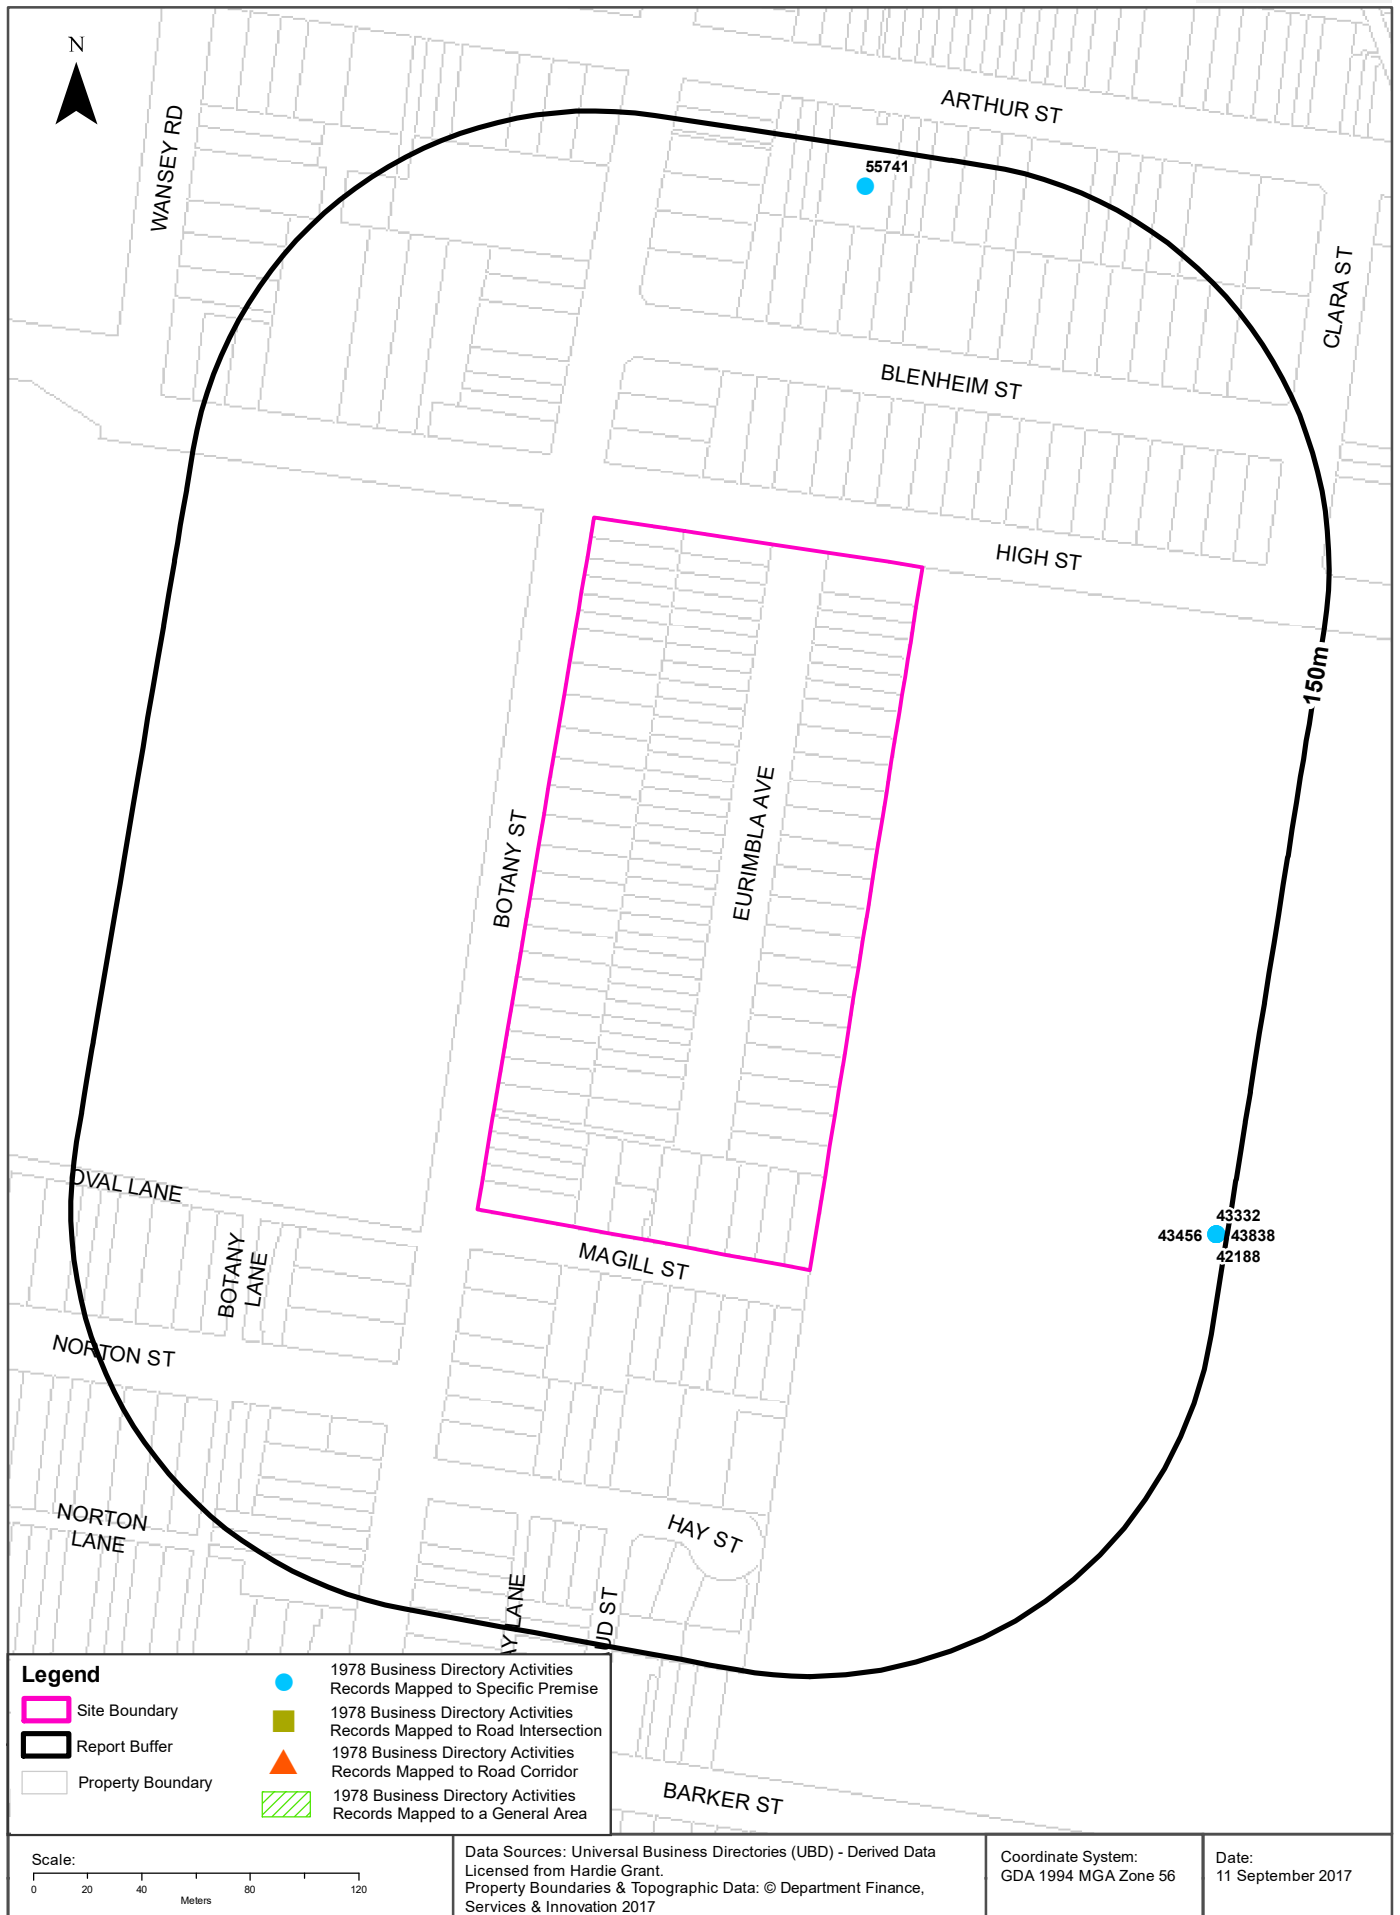 N
WANSEY RD
ARTHUR ST
55741
CLARA ST
BLENHEIM ST
HIGH ST
150m
BOTANY ST
EURIMBLA AVE
OVAL LANE
BOTANY
LANE
MAGILL ST
43332
43456
43838
42188
NORTON ST
NORTON
LANE
HAY ST
AY LANE
UD ST
BARKER ST
Legend
Site Boundary
Report Buffer
Property Boundary
1978 Business Directory Activities
Records Mapped to Specific Premise
1978 Business Directory Activities
Records Mapped to Road Intersection
1978 Business Directory Activities
Records Mapped to Road Corridor
1978 Business Directory Activities
Records Mapped to a General Area
Scale:
0 20 40 80 120
Meters
Data Sources: Universal Business Directories (UBD) - Derived Data
Licensed from Hardie Grant.
Property Boundaries & Topographic Data: © Department Finance,
Services & Innovation 2017
Coordinate System:
GDA 1994 MGA Zone 56
Date:
11 September 2017